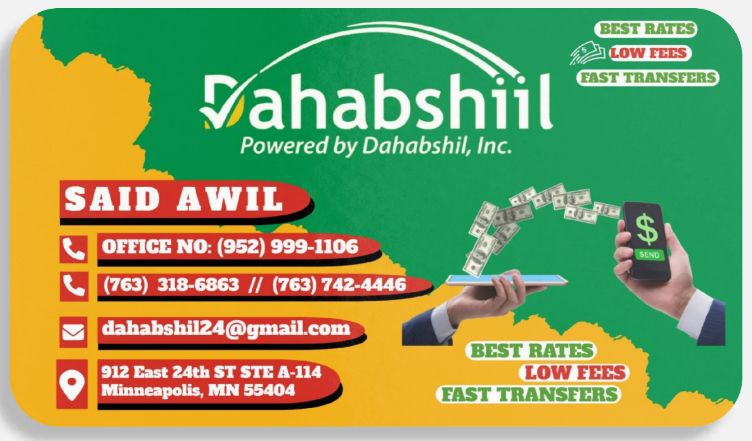 BEST RATES
LOW FEES
FAST TRANSFERS
Dahabshiil
Powered by Dahabshil, Inc.
SAID AWIL
OFFICE NO: (952) 999-1106
(763) 318-6863 // (763) 742-4446
dahabshil24@gmail.com
912 East 24th ST STE A-114
Minneapolis, MN 55404
$
SEND
BEST RATES
LOW FEES
FAST TRANSFERS